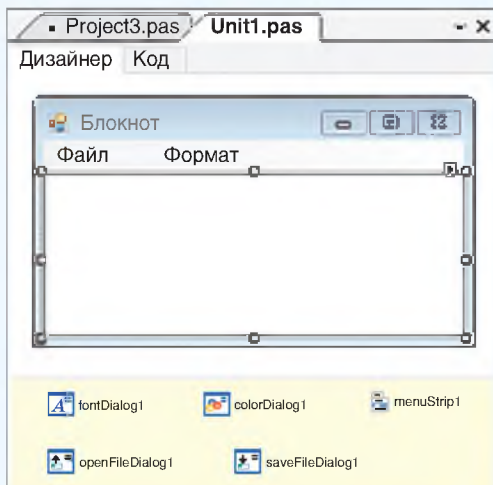 Project3.pas Unit1.pas
Дизайнер Код
Блокнот
Файл Формат
fontDialog1 colorDialog1 menuStrip1
openFileDialog1 saveFileDialog1